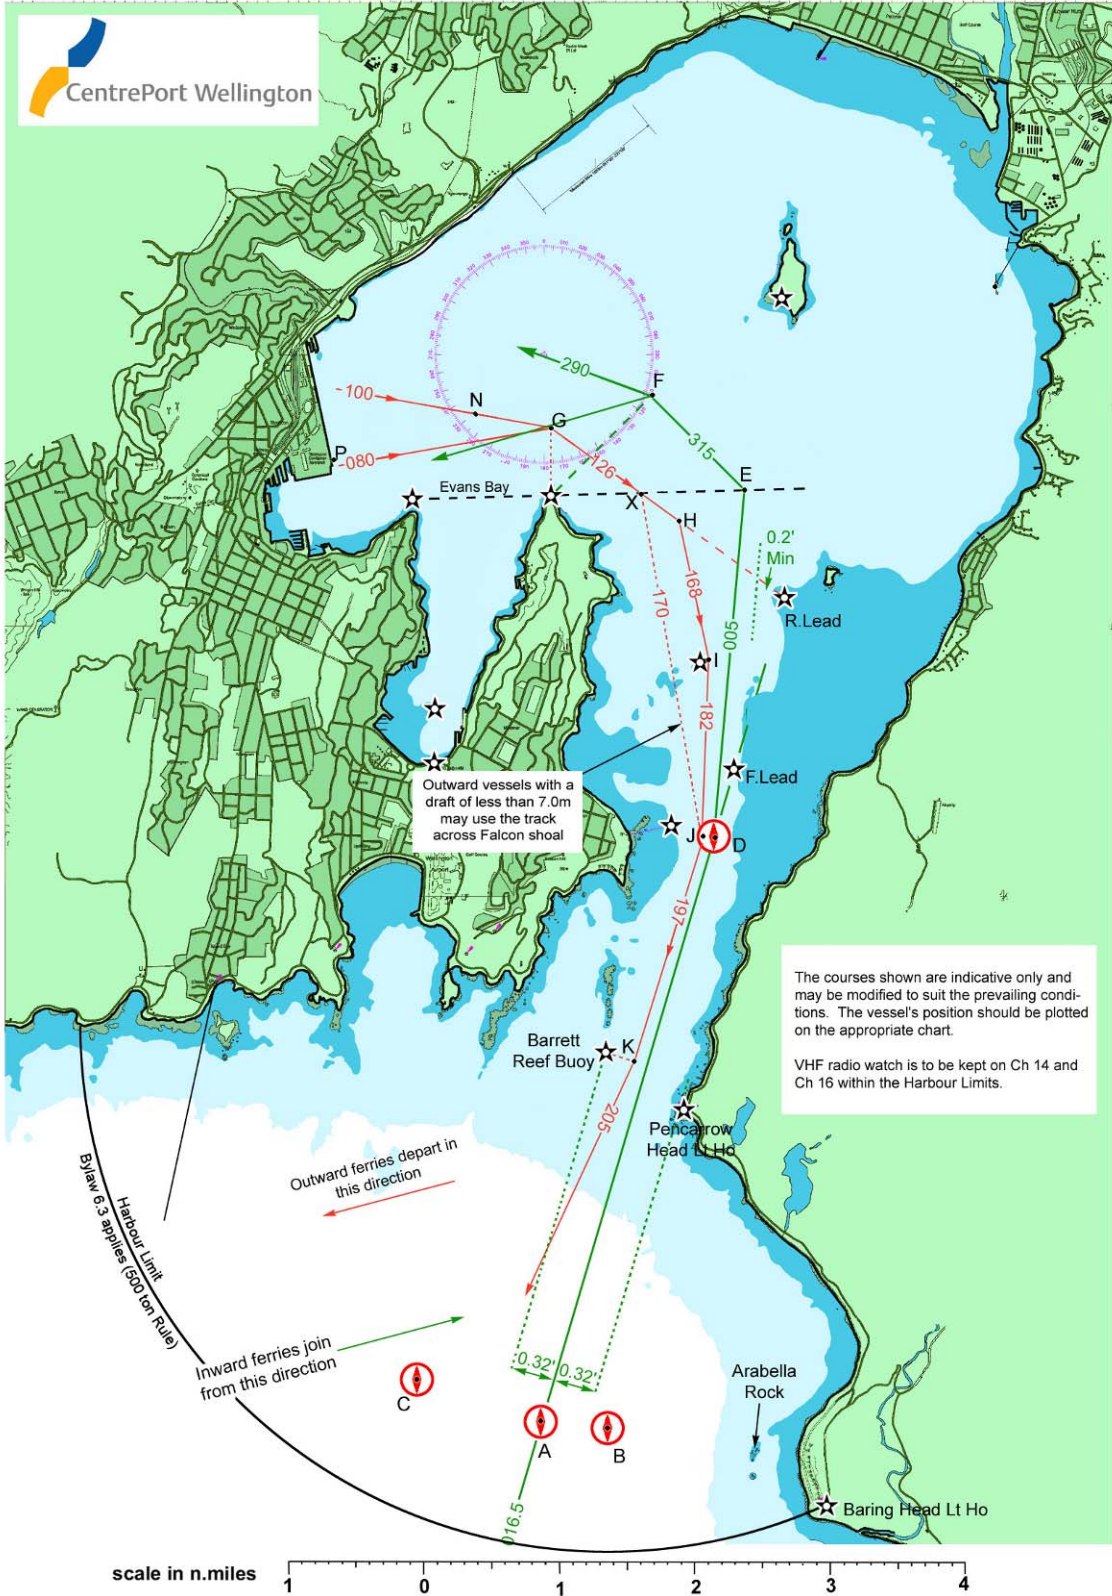 CentrePort Wellington
290
F
N
100
G
315
P
080
126
E
Evans Bay
X
H
0.2'
Min
168
170
005
R.Lead
I
182
F.Lead
Outward vessels with a
draft of less than 7.0m
may use the track
across Falcon shoal
J
D
197
The courses shown are indicative only and
may be modified to suit the prevailing condi-
tions. The vessel's position should be plotted
on the appropriate chart.
VHF radio watch is to be kept on Ch 14 and
Ch 16 within the Harbour Limits.
Barrett
Reef Buoy
K
205
Pencarrow
Head Lt Ho
Outward ferries depart in
this direction
Harbour Limit
Bylaw 6.3 applies (500 ton Rule)
Inward ferries join
from this direction
0.32'
0.32'
C
A
B
Arabella
Rock
016.5
Baring Head Lt Ho
scale in n.miles
1 0 1 2 3 4